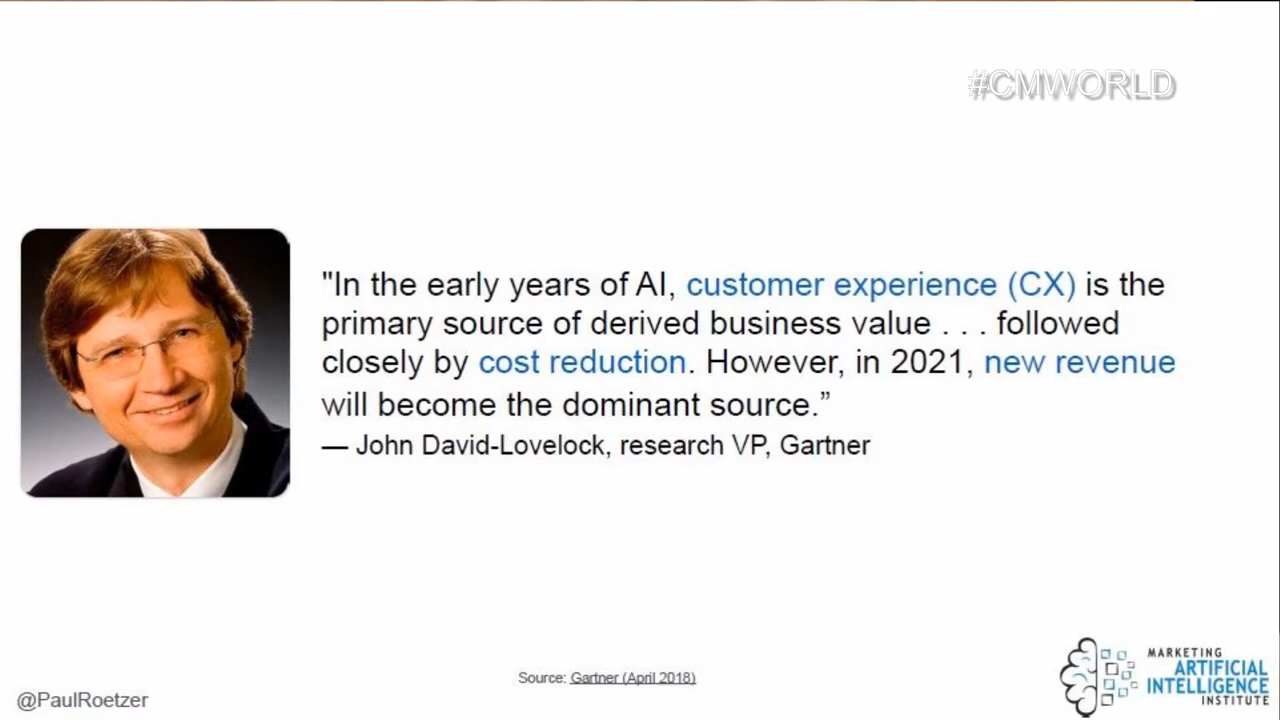 #CMWORLD
"In the early years of AI, customer experience (CX) is the
primary source of derived business value . . . followed
closely by cost reduction. However, in 2021, new revenue
will become the dominant source.”
— John David-Lovelock, research VP, Gartner
Source: Gartner (April 2018)
@PaulRoetzer
MARKETING
ARTIFICIAL
INTELLIGENCE
INSTITUTE